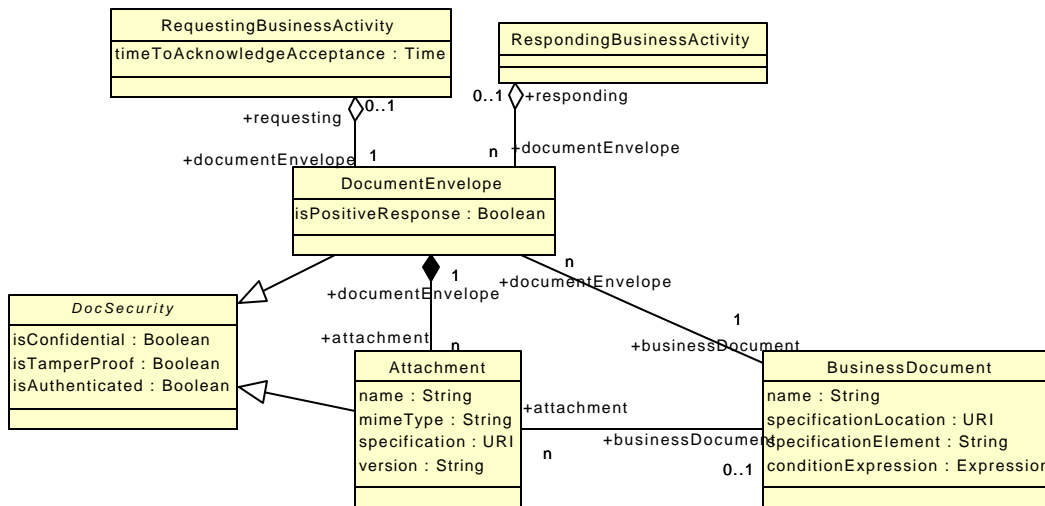 RequestingBusinessActivity
timeToAcknowledgeAcceptance : Time
RespondingBusinessActivity
0..1
+requesting
0..1
+responding
+documentEnvelope
1
n
+documentEnvelope
DocumentEnvelope
isPositiveResponse : Boolean
1
+documentEnvelope
n
+documentEnvelope
DocSecurity
isConfidential : Boolean
isTamperProof : Boolean
isAuthenticated : Boolean
+attachment
n
1
+businessDocument
Attachment
name : String
mimeType : String
specification : URI
version : String
+attachment
n
+businessDocument
0..1
BusinessDocument
name : String
specificationLocation : URI
specificationElement : String
conditionExpression : Expression